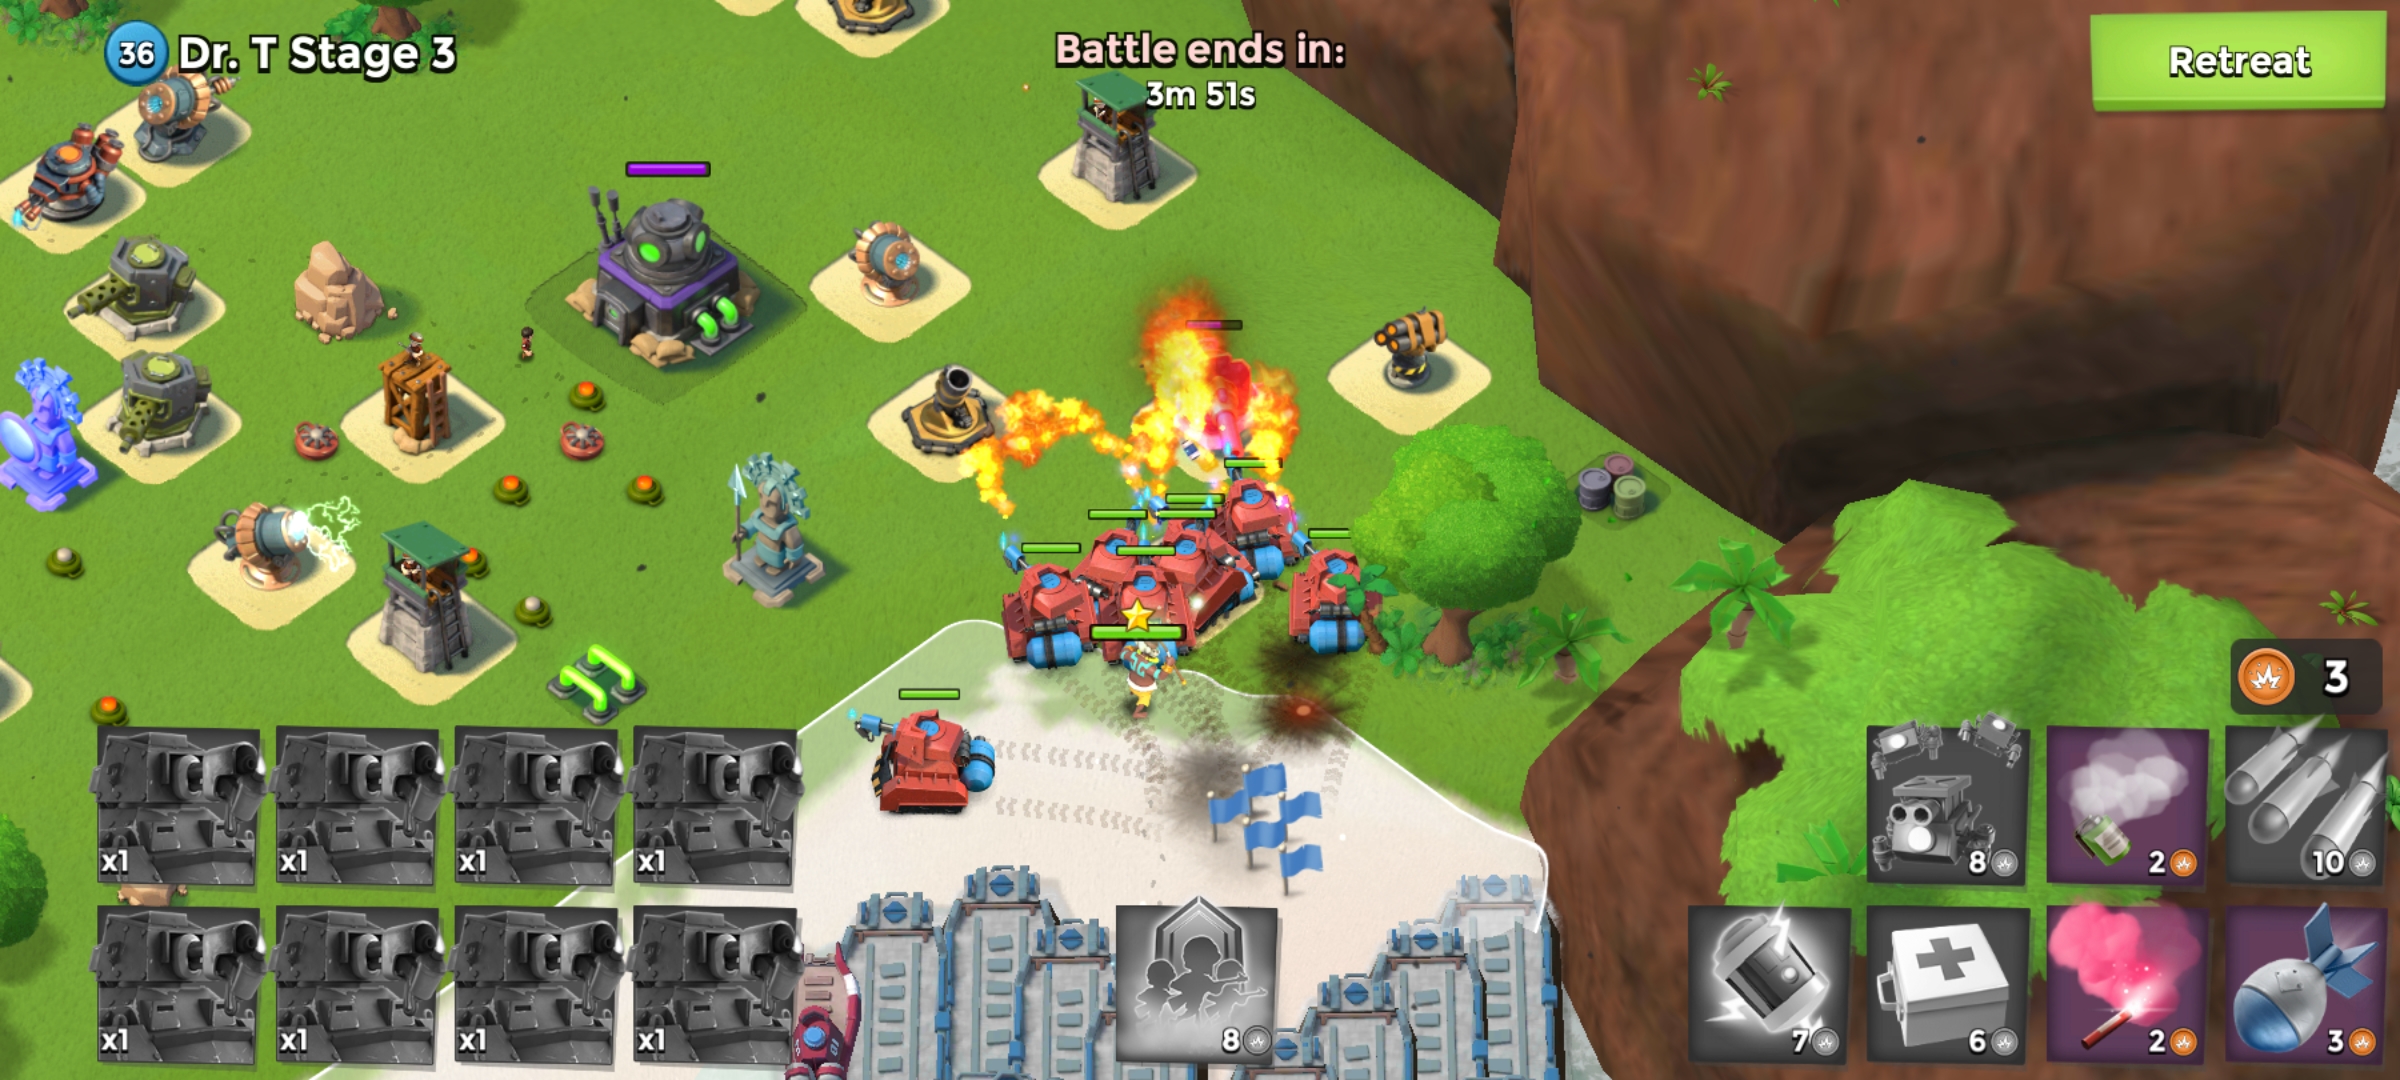 36 Dr. T Stage 3
Battle ends in:
3m 51s
Retreat
3
x1 x1 x1 x1
8 2 10
x1 x1 x1 x1
8 7 6 2 3